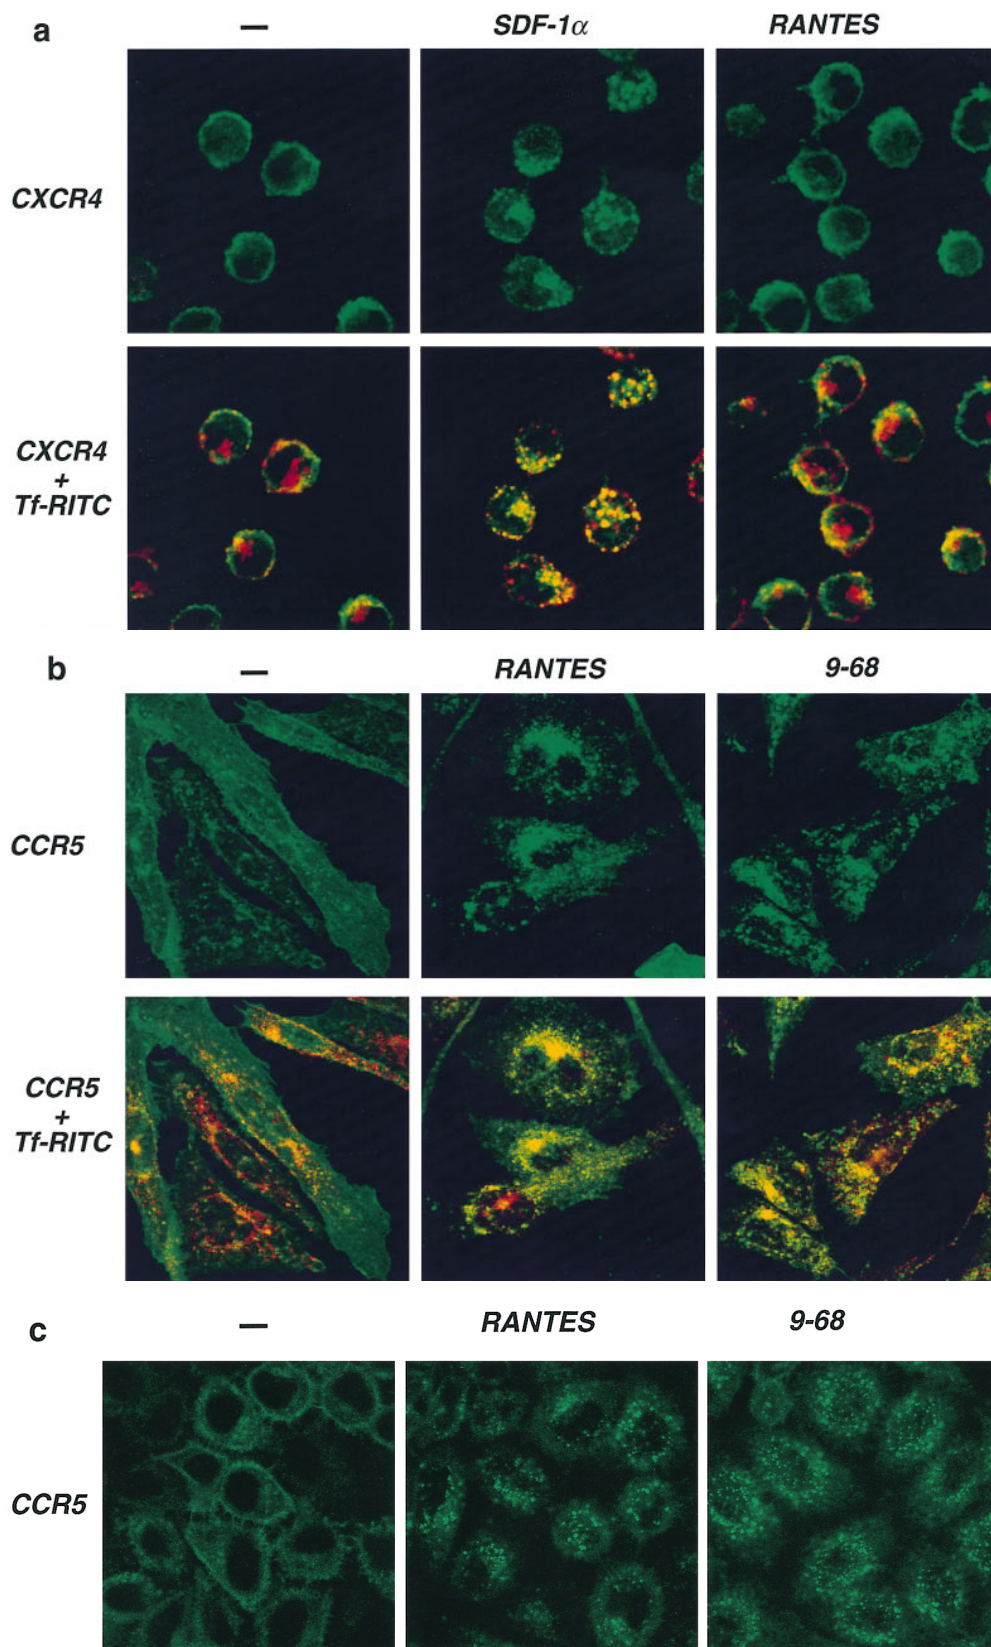 a
— SDF-1α RANTES
CXCR4
CXCR4
+
Tf-RITC
b
— RANTES 9-68
CCR5
CCR5
+
Tf-RITC
c
— RANTES 9-68
CCR5